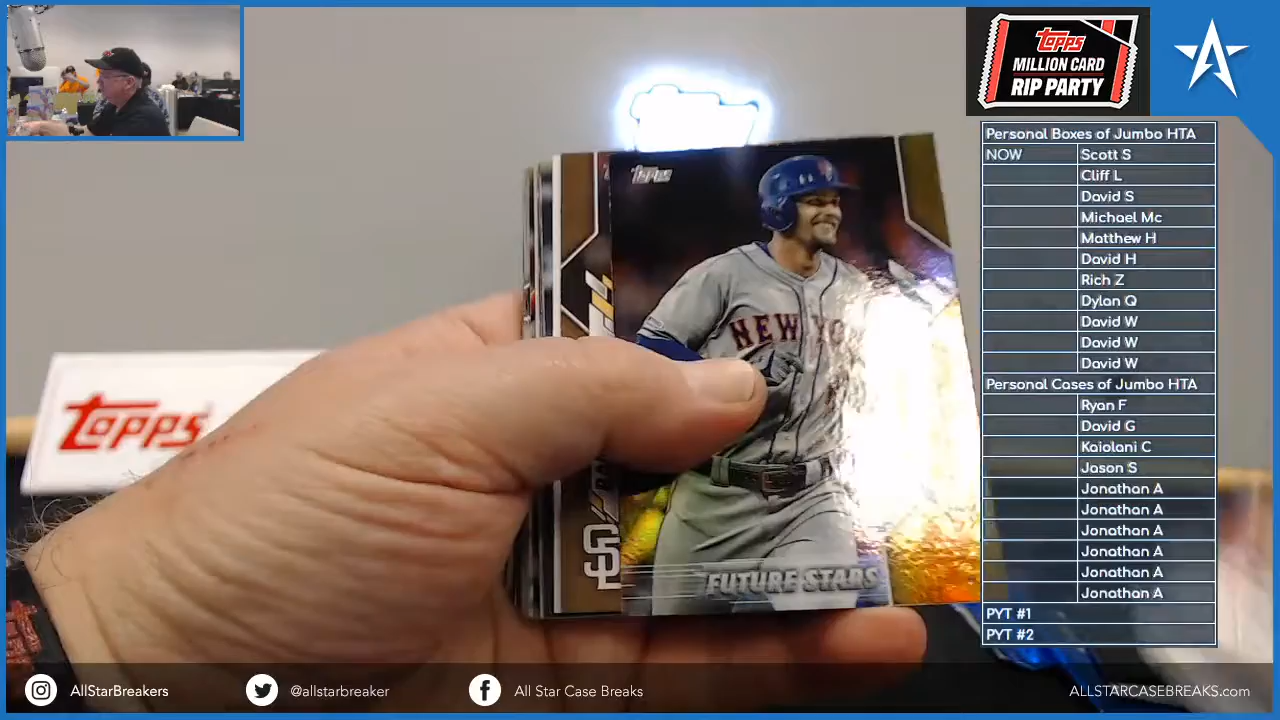 Topps
MILLION CARD
RIP PARTY
Personal Boxes of Jumbo HTA
NOW Scott S
Cliff L
David S
Michael Mc
Matthew H
David H
Rich Z
Dylan Q
David W
David W
David W
Personal Cases of Jumbo HTA
Ryan F
David G
Kaiolani C
Jason S
Jonathan A
Jonathan A
Jonathan A
Jonathan A
Jonathan A
Jonathan A
PYT #1
PYT #2
Topps
NEW YO
FUTURE STARS
SD
Topps
AllStarBreakers
@allstarbreaker
All Star Case Breaks
ALLSTARCASEBREAKS.com